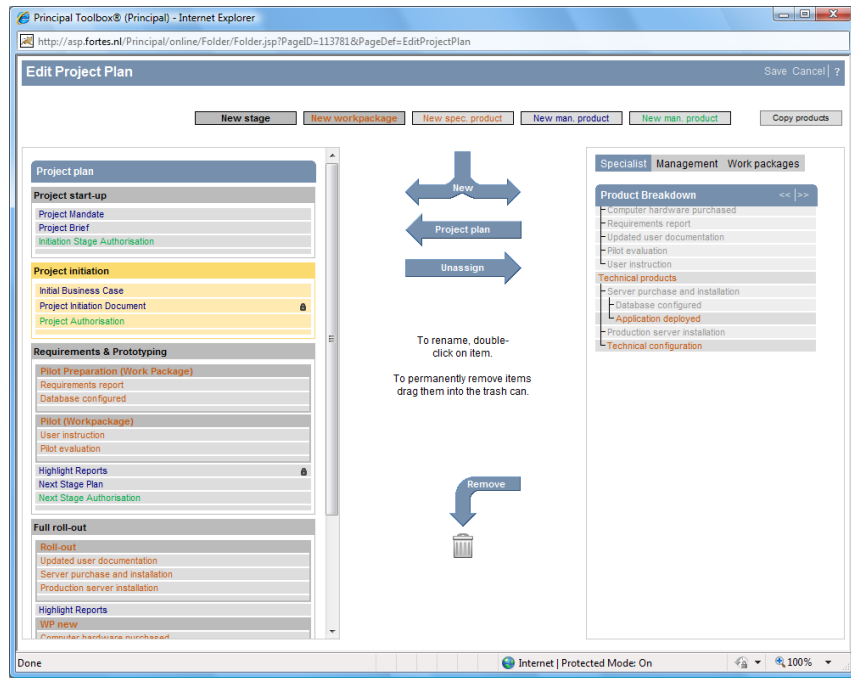 Principal Toolbox® (Principal) - Internet Explorer
http://asp.fortes.nl/Principal/online/Folder/Folder.jsp?PageID=113781&PageDef=EditProjectPlan
Edit Project Plan
Save Cancel| ?
New stage
New workpackage
New spec. product
New man. product
New man. product
Copy products
Project plan
Project start-up
Project Mandate
Project Brief
Initiation Stage Authorisation
Project initiation
Initial Business Case
Project Initiation Document
Project Authorisation
Requirements & Prototyping
Pilot Preparation (Work Package)
Requirements report
Database configured
Pilot (Workpackage)
User instruction
Pilot evaluation
Highlight Reports
Next Stage Plan
Next Stage Authorisation
Full roll-out
Roll-out
Updated user documentation
Server purchase and installation
Production server installation
Highlight Reports
WP new
Computer hardware purchased
New
Project plan
Unassign
To rename, double-
click on item.
To permanently remove items
drag them into the trash can.
Remove
Specialist Management Work packages
Product Breakdown << |>>
Computer hardware purchased
Requirements report
Updated user documentation
Pilot evaluation
User instruction
Technical products
Server purchase and installation
Database configured
Application deployed
Production server installation
Technical configuration
Done
Internet | Protected Mode: On
100%